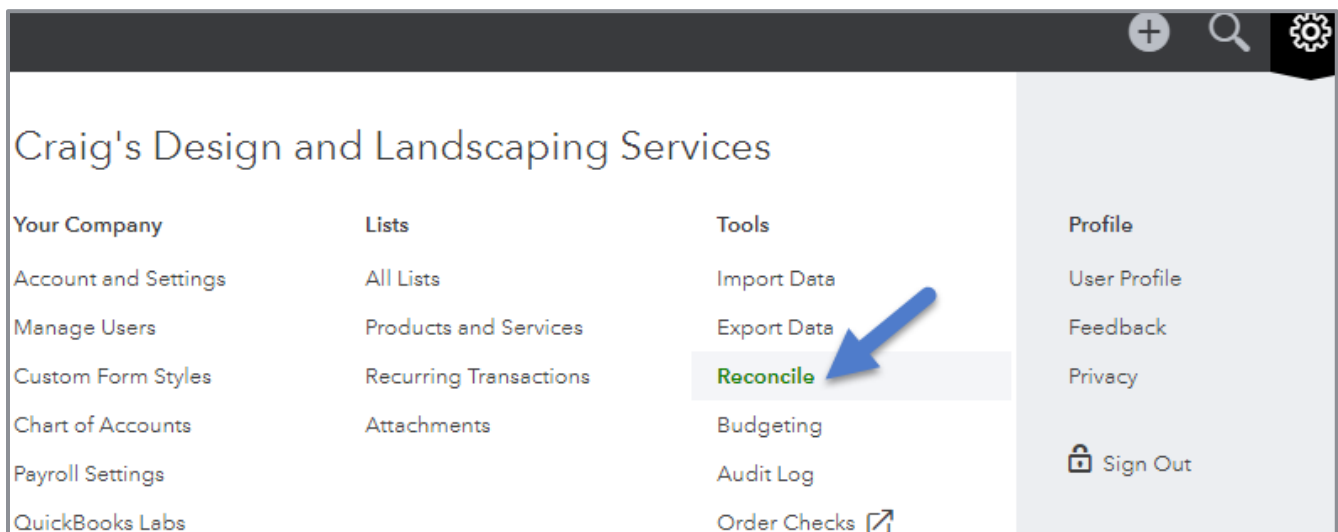 Craig's Design and Landscaping Services
Your Company
Account and Settings
Manage Users
Custom Form Styles
Chart of Accounts
Payroll Settings
QuickBooks Labs
Lists
All Lists
Products and Services
Recurring Transactions
Attachments
Tools
Import Data
Export Data
Reconcile
Budgeting
Audit Log
Order Checks
Profile
User Profile
Feedback
Privacy
Sign Out